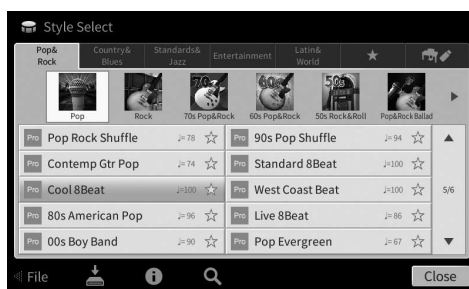 Style Select
Pop&
Rock
Country&
Blues
Standards&
Jazz
Entertainment
Latin&
World
Pop
Rock
70s Pop&Rock
60s Pop&Rock
50s Rock&Roll
Pop&Rock Ballad
Pro Pop Rock Shuffle ♩= 78
Pro 90s Pop Shuffle ♩= 94
Pro Contemp Gtr Pop ♩= 74
Pro Standard 8Beat ♩=100
Pro Cool 8Beat ♩=100
Pro West Coast Beat ♩=100
5/6
Pro 80s American Pop ♩= 96
Pro Live 8Beat ♩= 86
Pro 00s Boy Band ♩= 90
Pro Pop Evergreen ♩= 67
File
Close